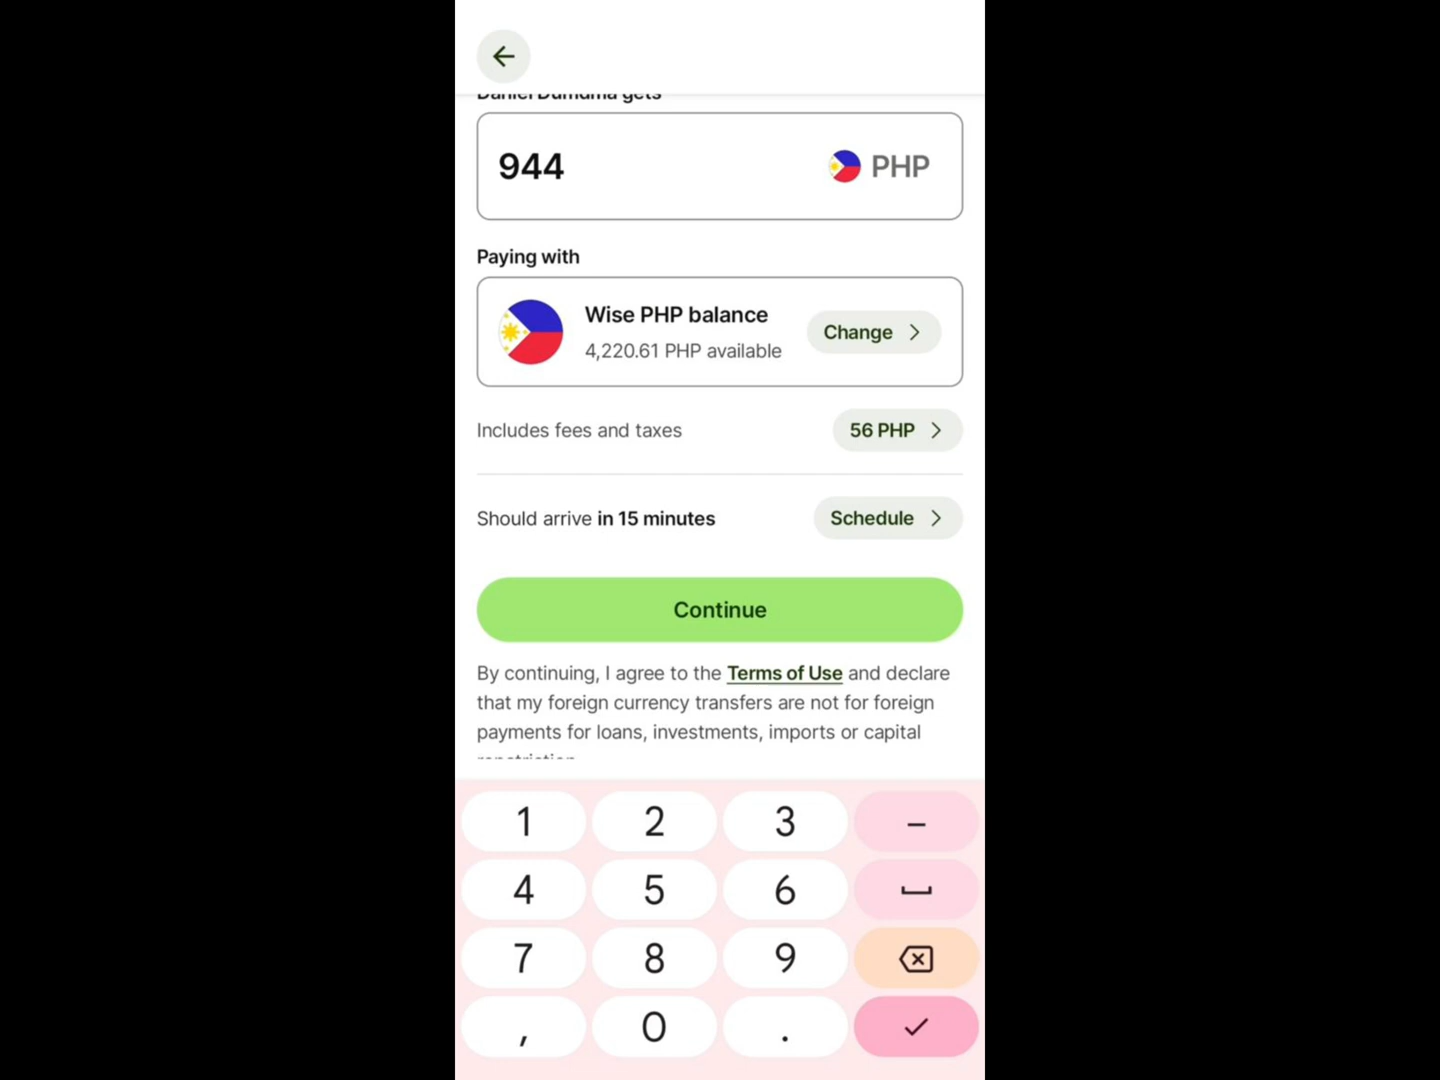 944
PHP
Paying with
Wise PHP balance
4,220.61 PHP available
Change
Includes fees and taxes
56 PHP
Should arrive in 15 minutes
Schedule
Continue
By continuing, I agree to the Terms of Use and declare
that my foreign currency transfers are not for foreign
payments for loans, investments, imports or capital
1 2 3 –
4 5 6
7 8 9
, 0 .